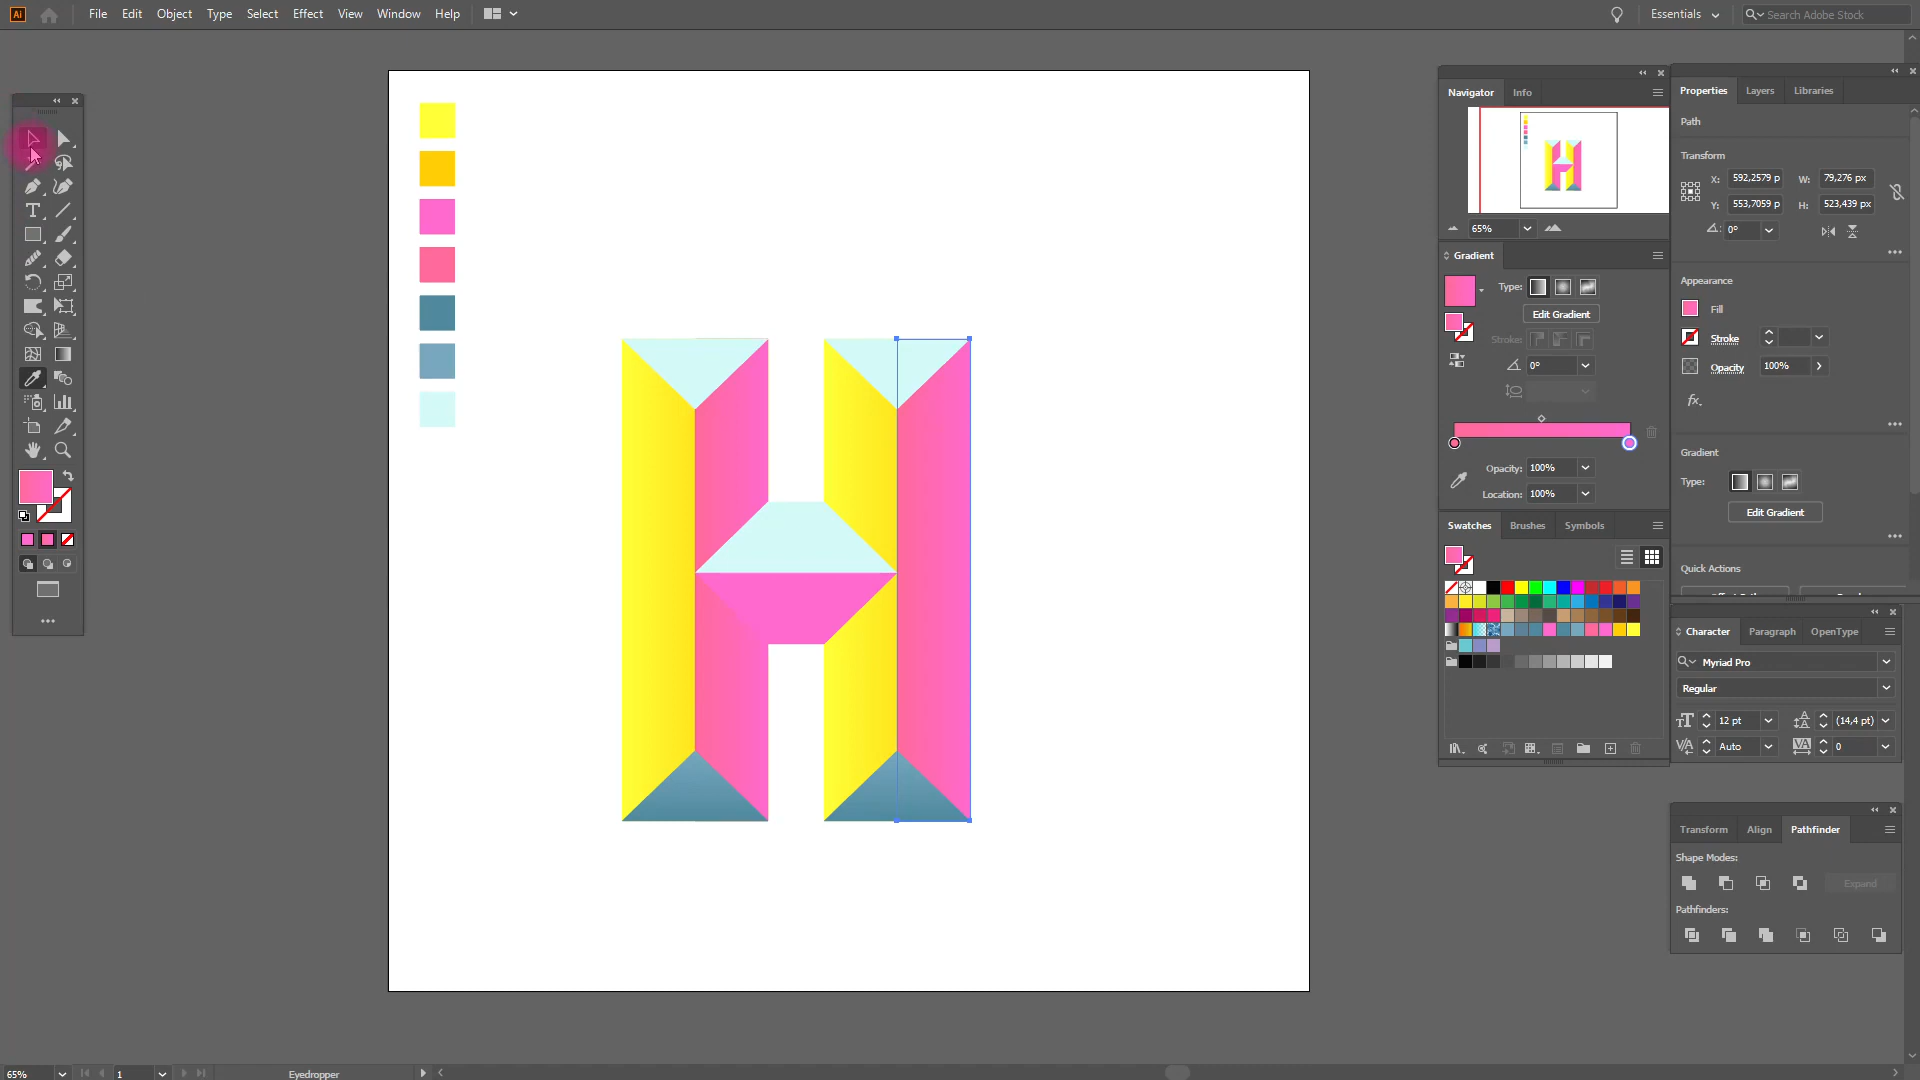 Ai File Edit Object Type Select Effect View Window Help Essentials Search Adobe Stock
Navigator Info
65%
Gradient
Type:
Edit Gradient
Stroke:
0°
Opacity: 100%
Location: 100%
Swatches Brushes Symbols
Properties Layers Libraries
Path
Transform
X: 592,2579 p W: 79,276 px
Y: 553,7059 p H: 523,439 px
0°
Appearance
Fill
Stroke
Opacity 100%
fx.
Gradient
Type:
Edit Gradient
Quick Actions
Character Paragraph OpenType
Myriad Pro
Regular
12 pt (14,4 pt)
Auto 0
Transform Align Pathfinder
Shape Modes:
Expand
Pathfinders:
65% 1 Eyedropper